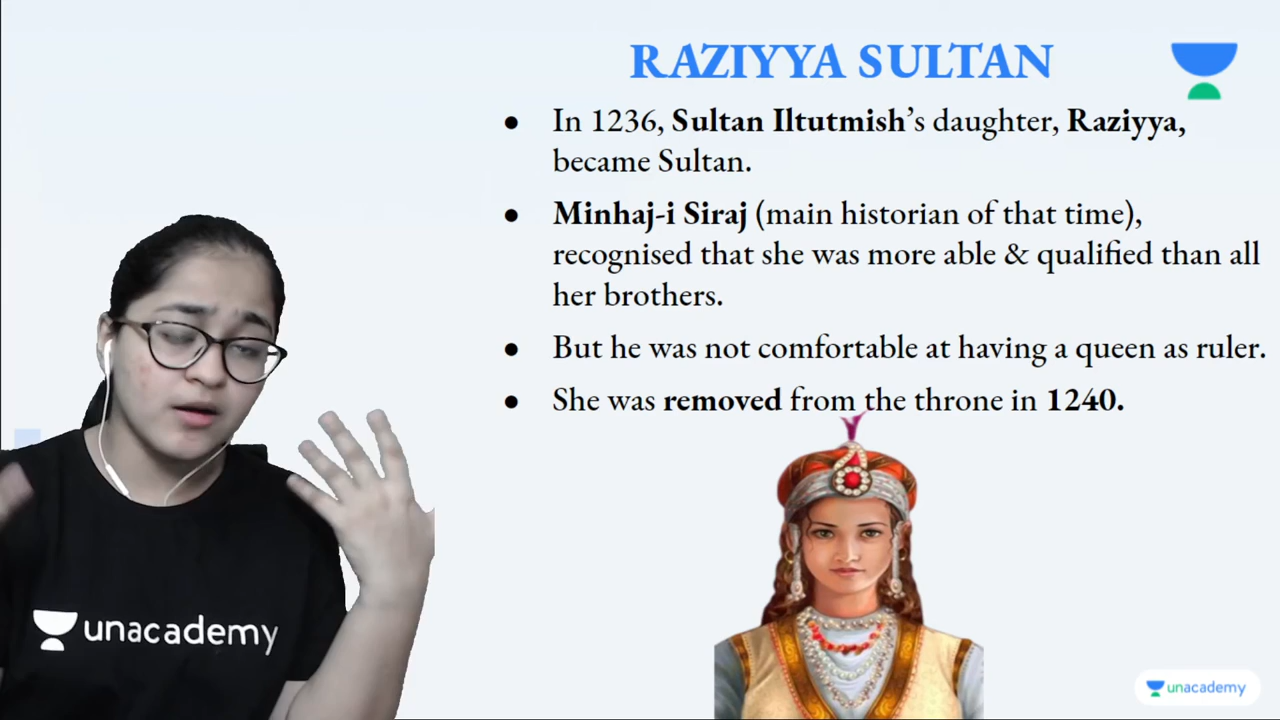 RAZIYYA SULTAN
● In 1236, Sultan Iltutmish’s daughter, Raziyya,
became Sultan.
● Minhaj-i Siraj (main historian of that time),
recognised that she was more able & qualified than all
her brothers.
● But he was not comfortable at having a queen as ruler.
● She was removed from the throne in 1240.
unacademy
unacademy